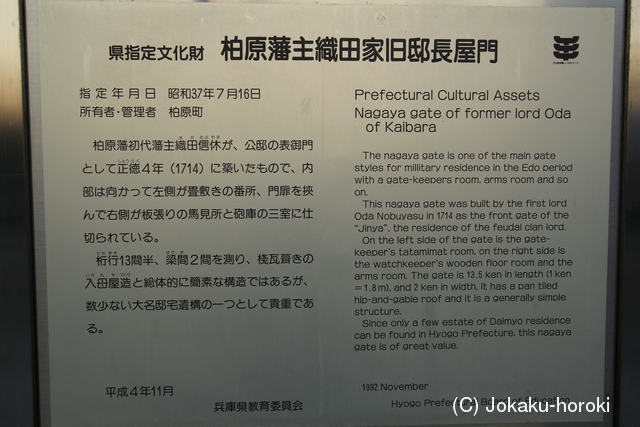 県指定文化財 柏原藩主織田家旧邸長屋門
指定年月日 昭和37年7月16日
所有者・管理者 柏原町
柏原藩初代藩主織田信休が、公邸の表御門
として正徳4年（1714）に築いたもので、内
部は向かって左側が畳敷きの番所、門扉を挟
んで右側が板張りの馬見所と砲庫の三室に仕
切られている。
桁行13間半、梁間2間を測り、桟瓦葺きの
入母屋造と総体的に簡素な構造ではあるが、
数少ない大名邸宅遺構の一つとして貴重であ
る。
平成4年11月
兵庫県教育委員会
Prefectural Cultural Assets
Nagaya gate of former lord Oda
of Kaibara
The nagaya gate is one of the main gate
styles for millitary residence in the Edo period
with a gate-keepers room, arms room and so
on.
This nagaya gate was built by the first lord
Oda Nobuyasu in 1714 as the front gate of the
"Jinya", the residence of the feudal clan lord.
On the left side of the gate is the gate-
keeper's tatamimat room, on the right side is
the watchkeeper's wooden floor room and the
arms room. The gate is 13.5 ken in length (1 ken
=1.8m), and 2 ken in width. It has a pan tiled
hip-and-gable roof and it is a generally simple
structure.
Since only a few estate of Daimyo residence
can be found in Hyogo Prefecture, this nagaya
gate is of great value.
1992 November
Hyogo Prefectural Board of Education
(C) Jokaku-horoki